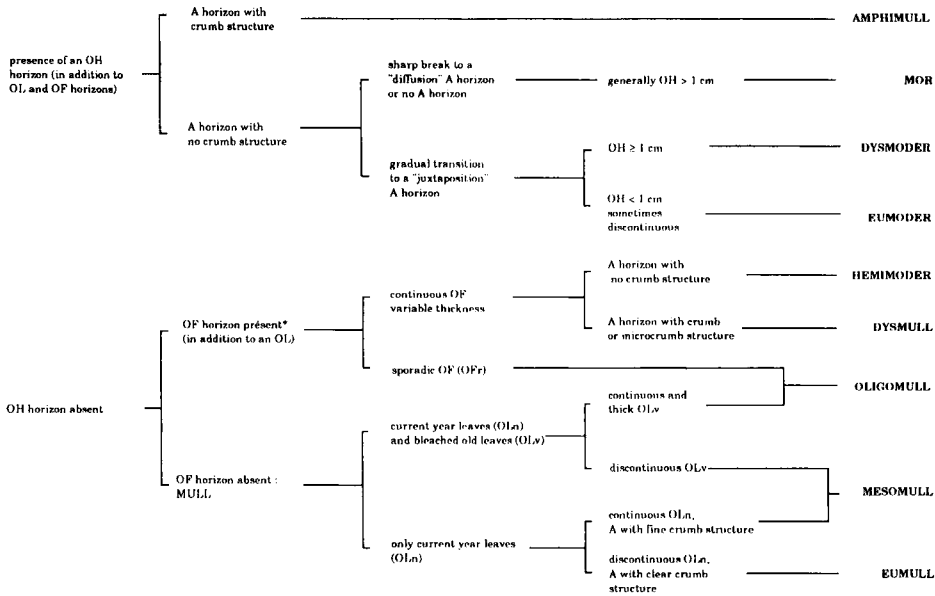 A horizon with
crumb structure
AMPHIMULL
presence of an OH
horizon (in addition to
OL and OF horizons)
sharp break to a
"diffusion" A horizon
or no A horizon
generally OH > 1 cm
MOR
A horizon with
no crumb structure
OH ≥ 1 cm
DYSMODER
gradual transition
to a "juxtaposition"
A horizon
OH < 1 cm
sometimes
discontinuous
EUMODER
A horizon with
no crumb structure
HEMIMODER
continuous OF
variable thickness
OF horizon présent*
(in addition to an OL)
A horizon with crumb
or microcrumb structure
DYSMULL
sporadic OF (OFr)
OLIGOMULL
continuous and
thick OLv
OH horizon absent
current year leaves (OLn)
and bleached old leaves (OLv)
discontinuous OLv
OF horizon absent :
MULL
MESOMULL
continuous OLn,
A with fine crumb structure
only current year leaves
(OLn)
discontinuous OLn,
A with clear crumb
structure
EUMULL